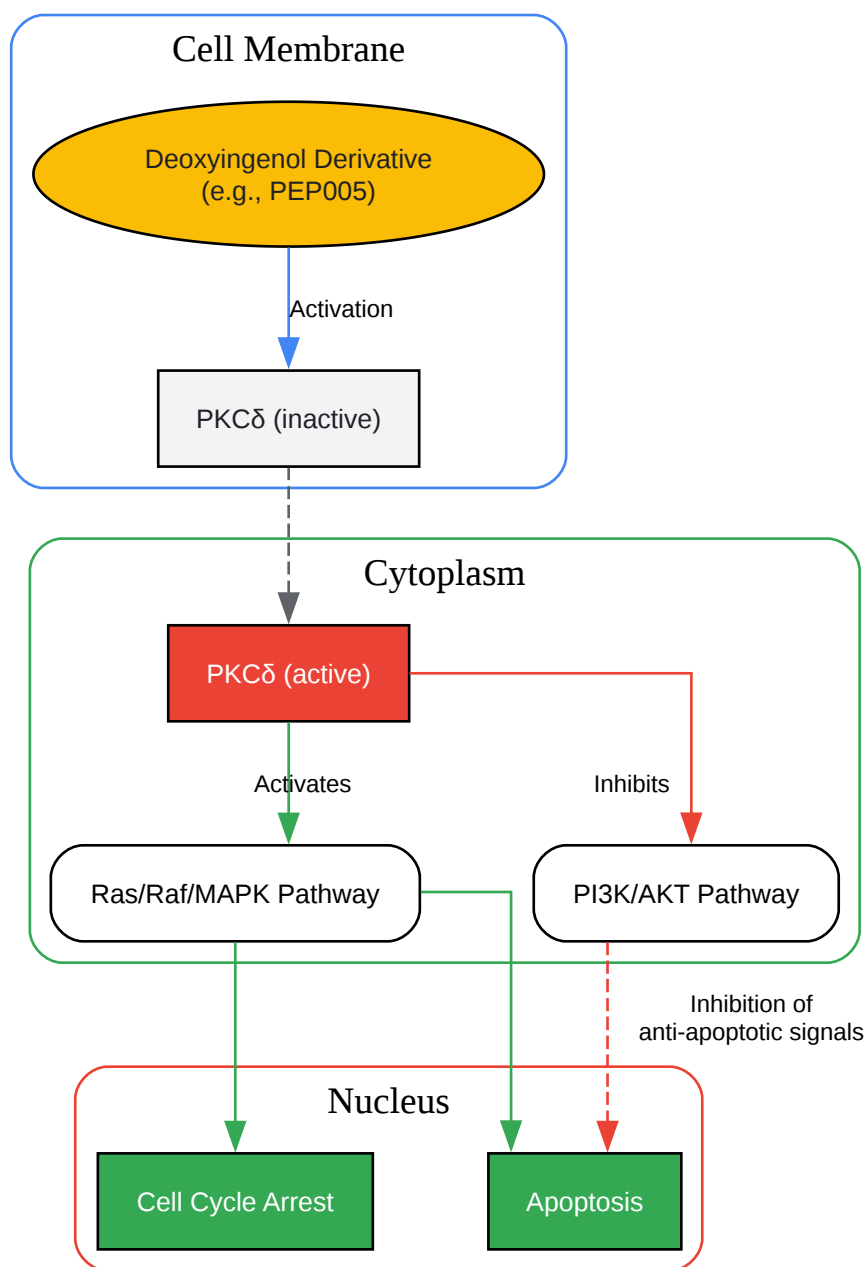 Cell Membrane
Deoxyingenol Derivative
(e.g., PEP005)
Activation
PKCδ (inactive)
Cytoplasm
PKCδ (active)
Activates
Inhibits
Ras/Raf/MAPK Pathway
PI3K/AKT Pathway
Inhibition of
anti-apoptotic signals
Nucleus
Cell Cycle Arrest
Apoptosis